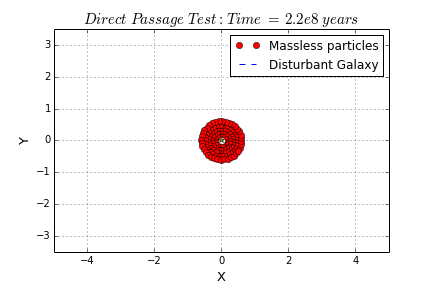 Direct Passage Test : Time = 2.2e8 years
Massless particles
Disturbant Galaxy
3
2
1
0
−1
−2
−3
Y
−4 −2 0 2 4
X